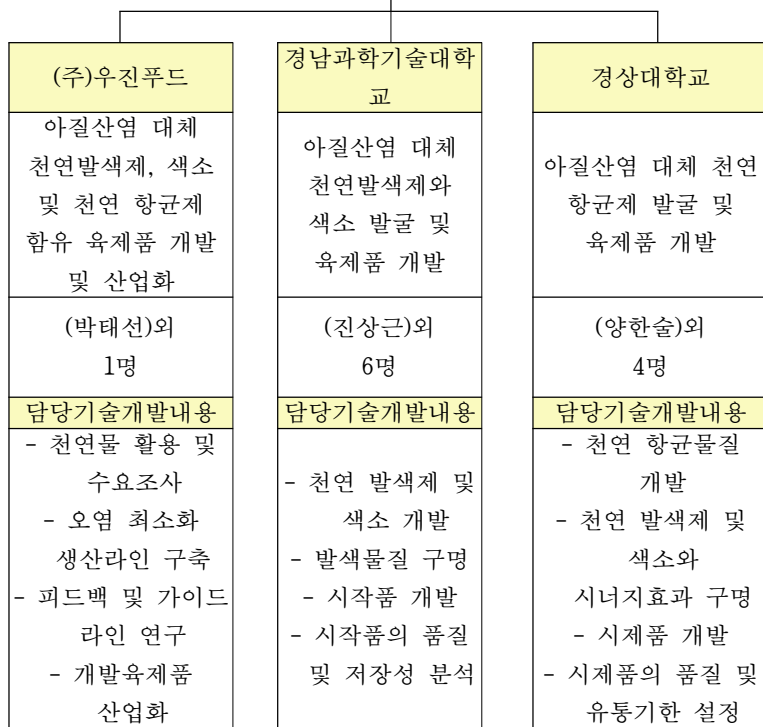 (주)우진푸드
아질산염 대체
천연발색제, 색소
및 천연 항균제
함유 육제품 개발
및 산업화
(박태선)외
1명
담당기술개발내용
- 천연물 활용 및
수요조사
- 오염 최소화
생산라인 구축
- 피드백 및 가이드
라인 연구
- 개발육제품
산업화
경남과학기술대학
교
아질산염 대체
천연발색제와
색소 발굴 및
육제품 개발
(진상근)외
6명
담당기술개발내용
- 천연 발색제 및
색소 개발
- 발색물질 구명
- 시작품 개발
- 시작품의 품질
및 저장성 분석
경상대학교
아질산염 대체 천연
항균제 발굴 및
육제품 개발
(양한술)외
4명
담당기술개발내용
- 천연 항균물질
개발
- 천연 발색제 및
색소와
시너지효과 구명
- 시제품 개발
- 시제품의 품질 및
유통기한 설정